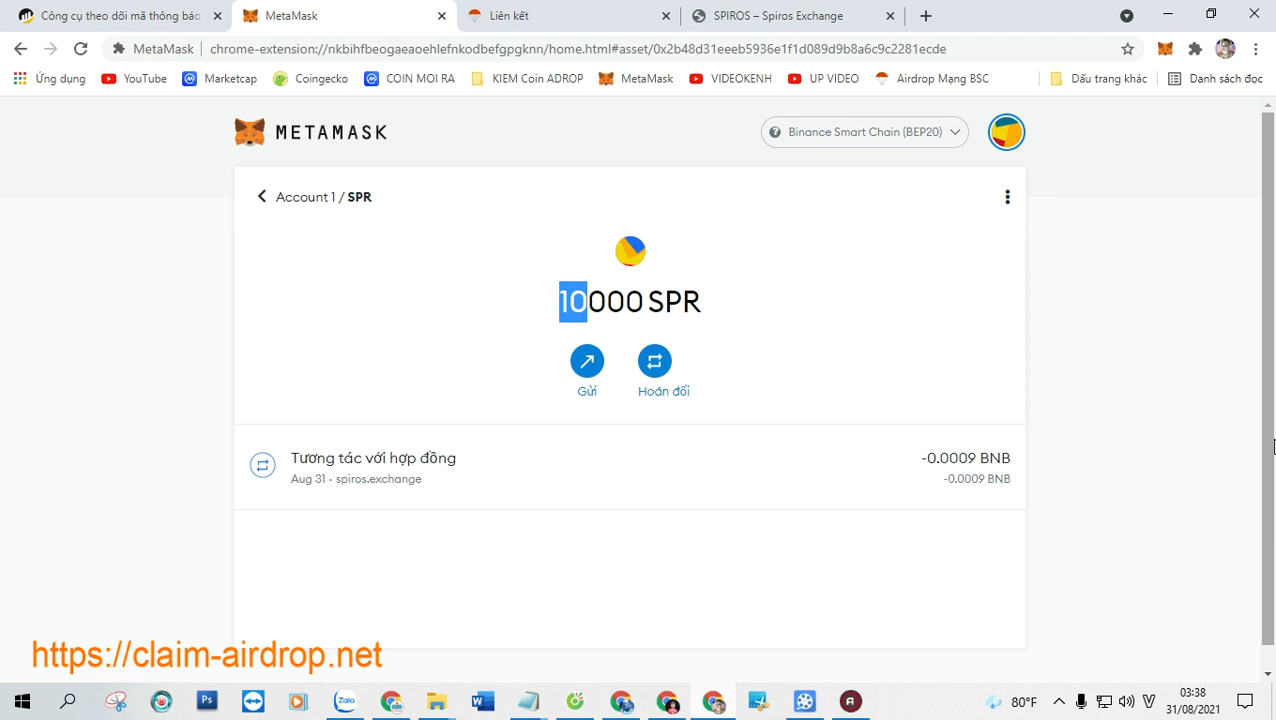 Công cụ theo dõi mã thông báo
MetaMask
Liên kết
SPIROS – Spiros Exchange
MetaMask
chrome-extension://nkbihfbeogaeaoehlefnkodbefgpgknn/home.html#asset/0x2b48d31eeeb5936e1f1d089d9b8a6c9c2281ecde
Ứng dụng
YouTube
Marketcap
Coingecko
COIN MOI RA
KIEM Coin ADROP
MetaMask
VIDEOKENH
UP VIDEO
Airdrop Mạng BSC
Dấu trang khác
Danh sách đọc
METAMASK
Binance Smart Chain (BEP20)
Account 1 / SPR
10000 SPR
Gửi
Hoán đổi
Tương tác với hợp đồng
-0.0009 BNB
Aug 31 · spiros.exchange
-0.0009 BNB
https://claim-airdrop.net
Ps
Zalo
W
A
80°F
V
03:38
31/08/2021